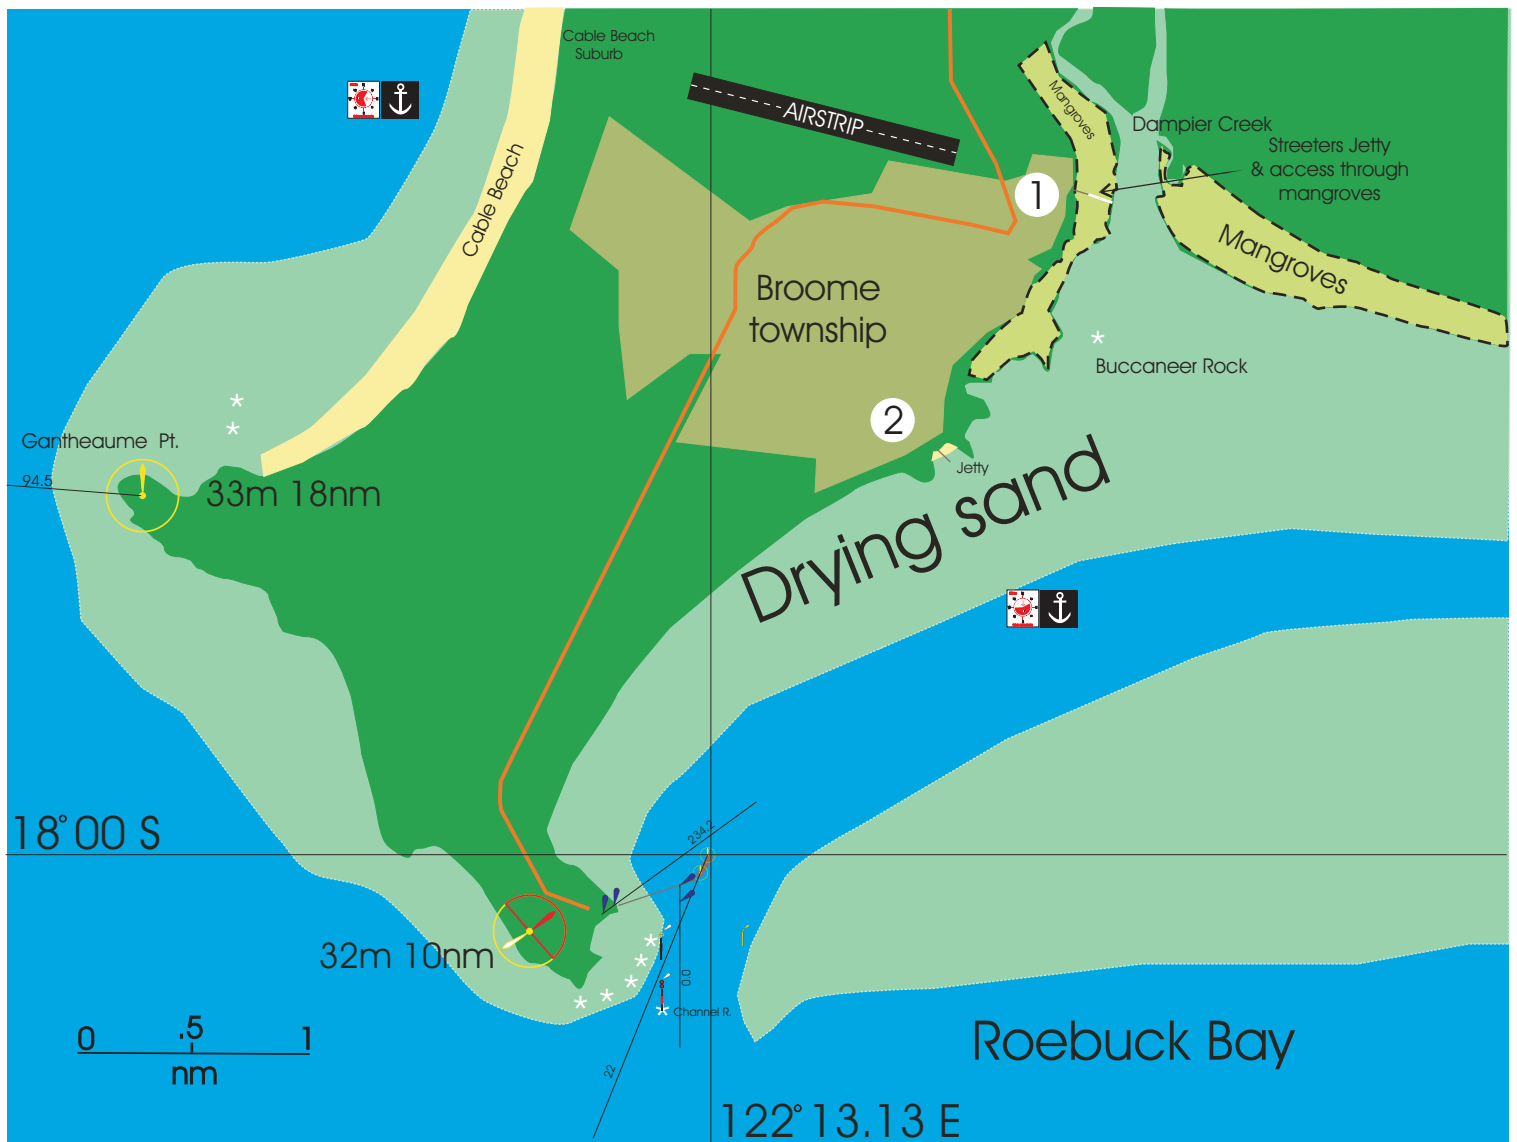 Cable Beach
Suburb
AIRSTRIP
Mangroves
Dampier Creek
Streeters Jetty
& access through
mangroves
1
Cable Beach
Mangroves
Broome
township
Buccaneer Rock
2
Gantheaume Pt.
Jetty
94.5
33m 18nm
Drying sand
18°00 S
234.2
32m 10nm
0.0
Channel R.
0 .5 1
nm
Roebuck Bay
22
122°13.13 E